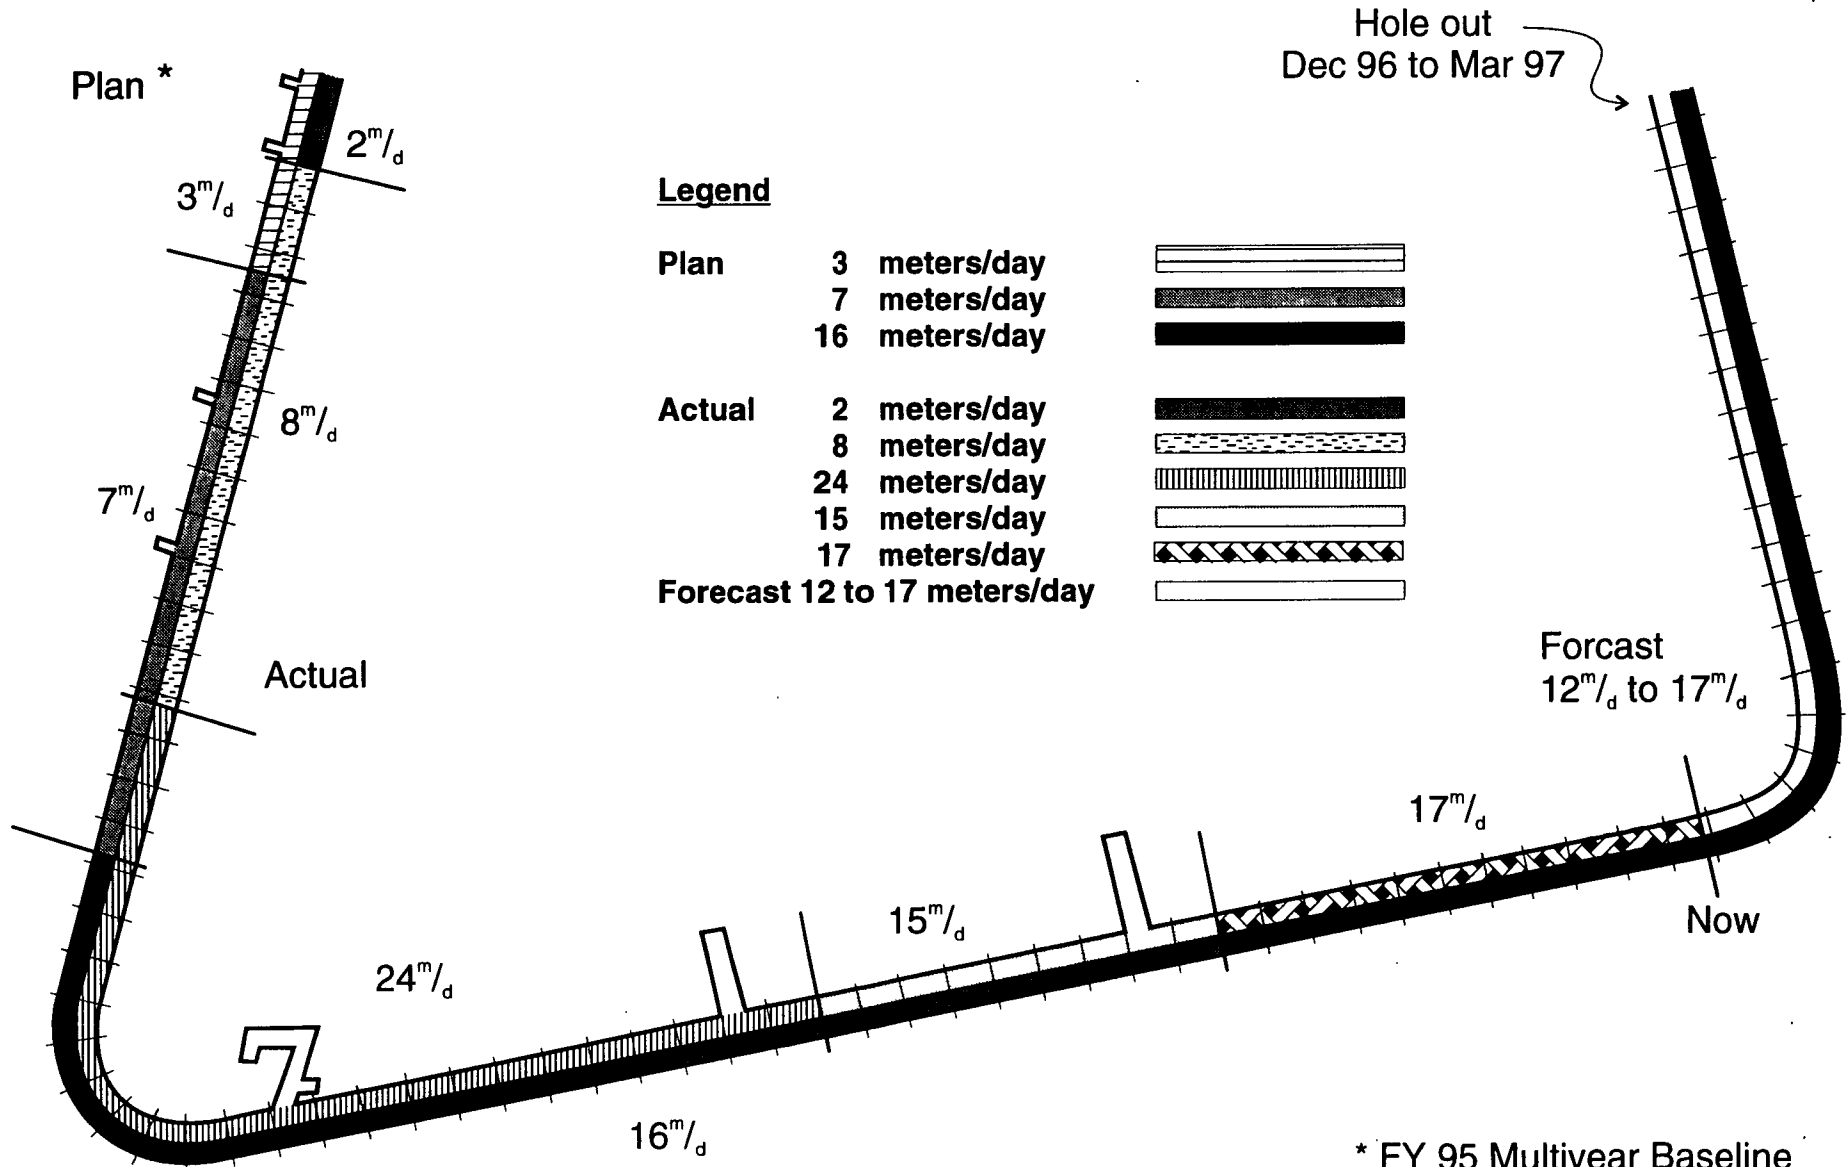 Hole out
Dec 96 to Mar 97
Plan *
2m/d
3m/d
Legend
Plan 3 meters/day
7 meters/day
16 meters/day
Actual 2 meters/day
8 meters/day
24 meters/day
15 meters/day
17 meters/day
Forecast 12 to 17 meters/day
8m/d
7m/d
Actual
Forcast
12m/d to 17m/d
17m/d
15m/d
Now
24m/d
16m/d
* FY 95 Multiyear Baseline